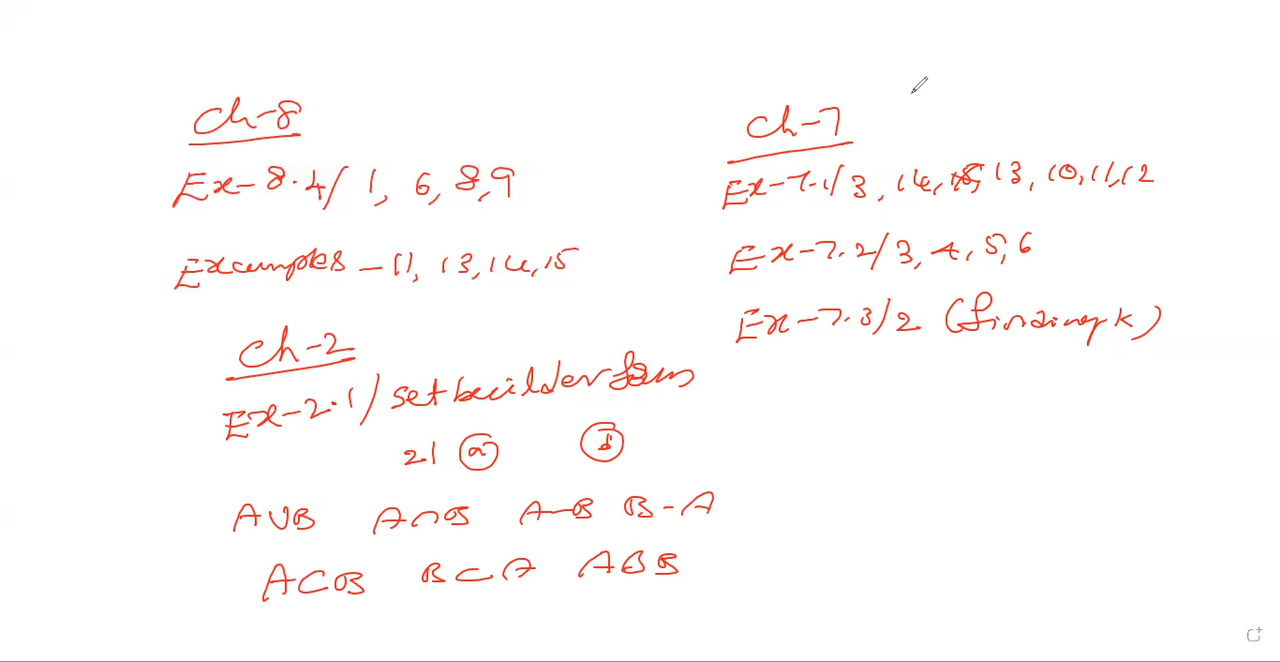 Ch-8
Ex-8.4/ 1, 6, 8, 9
Examples - 11, 13, 14, 15
Ch-2
Ex-2.1/ set builder form
21 (a) (d)
AUB A∩B A-B B-A
A⊂B B⊂A
Ch-7
Ex-7.1/ 3, 14, 13, 10, 11, 12
Ex-7.2/ 3, 4, 5, 6
Ex-7.3/2 (finding k)